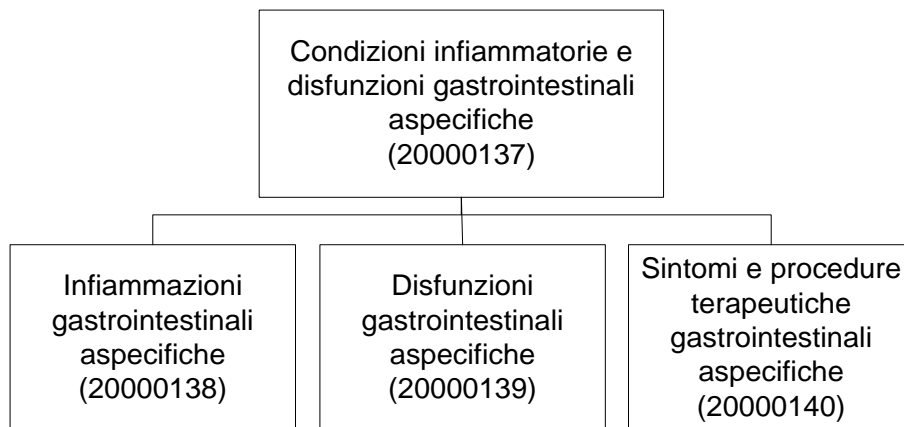 Condizioni infiammatorie e
disfunzioni gastrointestinali
aspecifiche
(20000137)
Infiammazioni
gastrointestinali
aspecifiche
(20000138)
Disfunzioni
gastrointestinali
aspecifiche
(20000139)
Sintomi e procedure
terapeutiche
gastrointestinali
aspecifiche
(20000140)